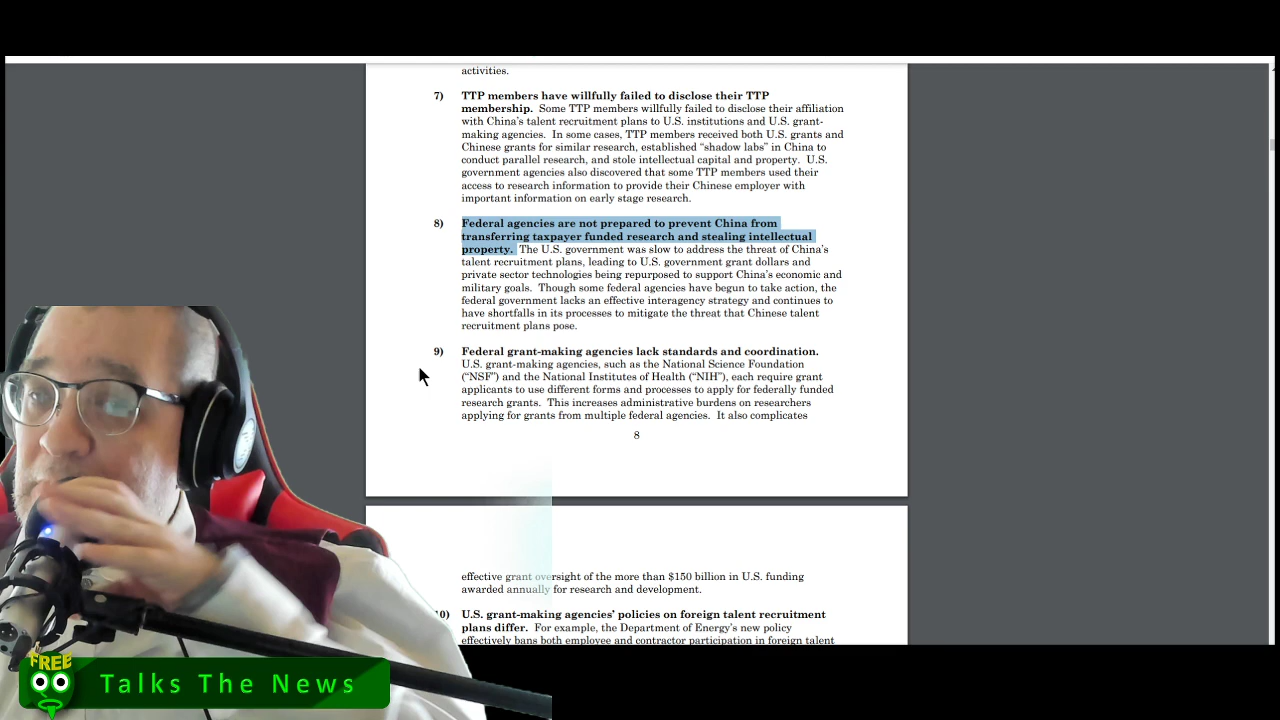 activities.
7) TTP members have willfully failed to disclose their TTP
membership. Some TTP members willfully failed to disclose their affiliation
with China's talent recruitment plans to U.S. institutions and U.S. grant-
making agencies. In some cases, TTP members received both U.S. grants and
Chinese grants for similar research, established “shadow labs” in China to
conduct parallel research, and stole intellectual capital and property. U.S.
government agencies also discovered that some TTP members used their
access to research information to provide their Chinese employer with
important information on early stage research.
8) Federal agencies are not prepared to prevent China from
transferring taxpayer funded research and stealing intellectual
property. The U.S. government was slow to address the threat of China's
talent recruitment plans, leading to U.S. government grant dollars and
private sector technologies being repurposed to support China's economic and
military goals. Though some federal agencies have begun to take action, the
federal government lacks an effective interagency strategy and continues to
have shortfalls in its processes to mitigate the threat that Chinese talent
recruitment plans pose.
9) Federal grant-making agencies lack standards and coordination.
U.S. grant-making agencies, such as the National Science Foundation
(“NSF”) and the National Institutes of Health (“NIH”), each require grant
applicants to use different forms and processes to apply for federally funded
research grants. This increases administrative burdens on researchers
applying for grants from multiple federal agencies. It also complicates
8
effective grant oversight of the more than $150 billion in U.S. funding
awarded annually for research and development.
10) U.S. grant-making agencies' policies on foreign talent recruitment
plans differ. For example, the Department of Energy's new policy
effectively bans both employee and contractor participation in foreign talent
FREE
Talks The News